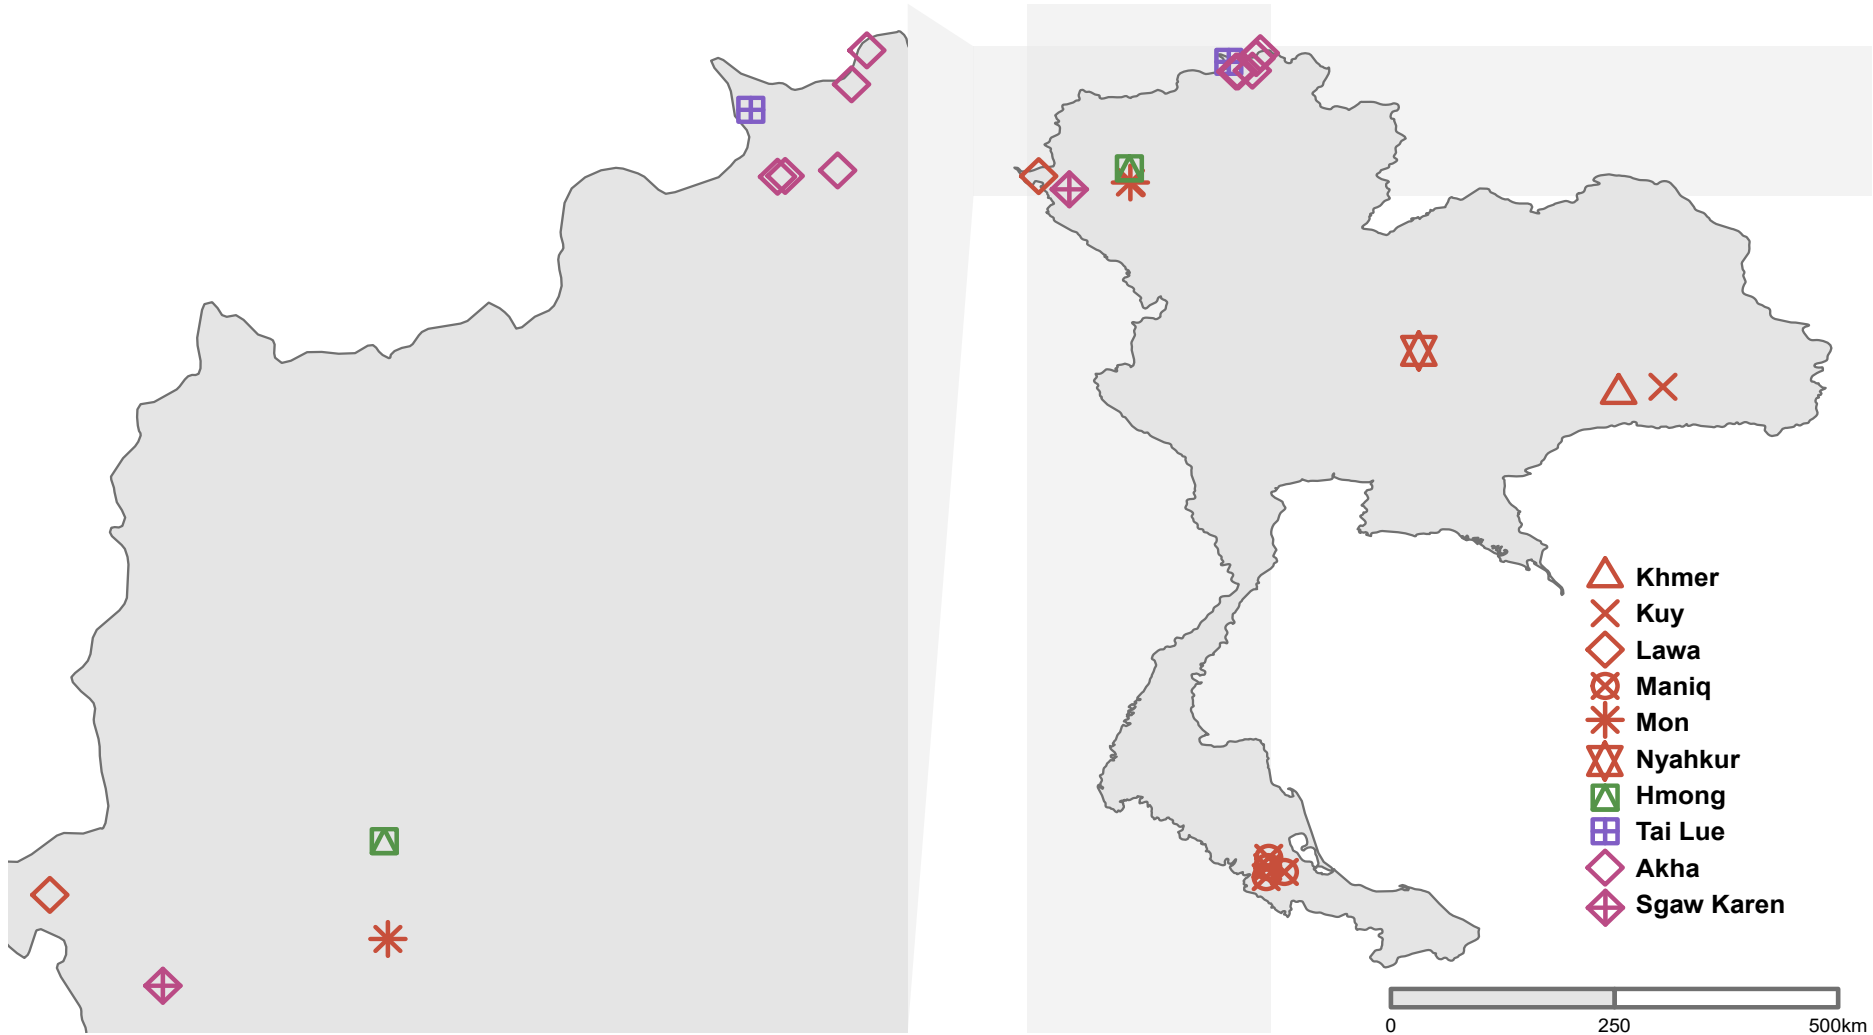 Khmer
Kuy
Lawa
Maniq
Mon
Nyahkur
Hmong
Tai Lue
Akha
Sgaw Karen
0 250 500km